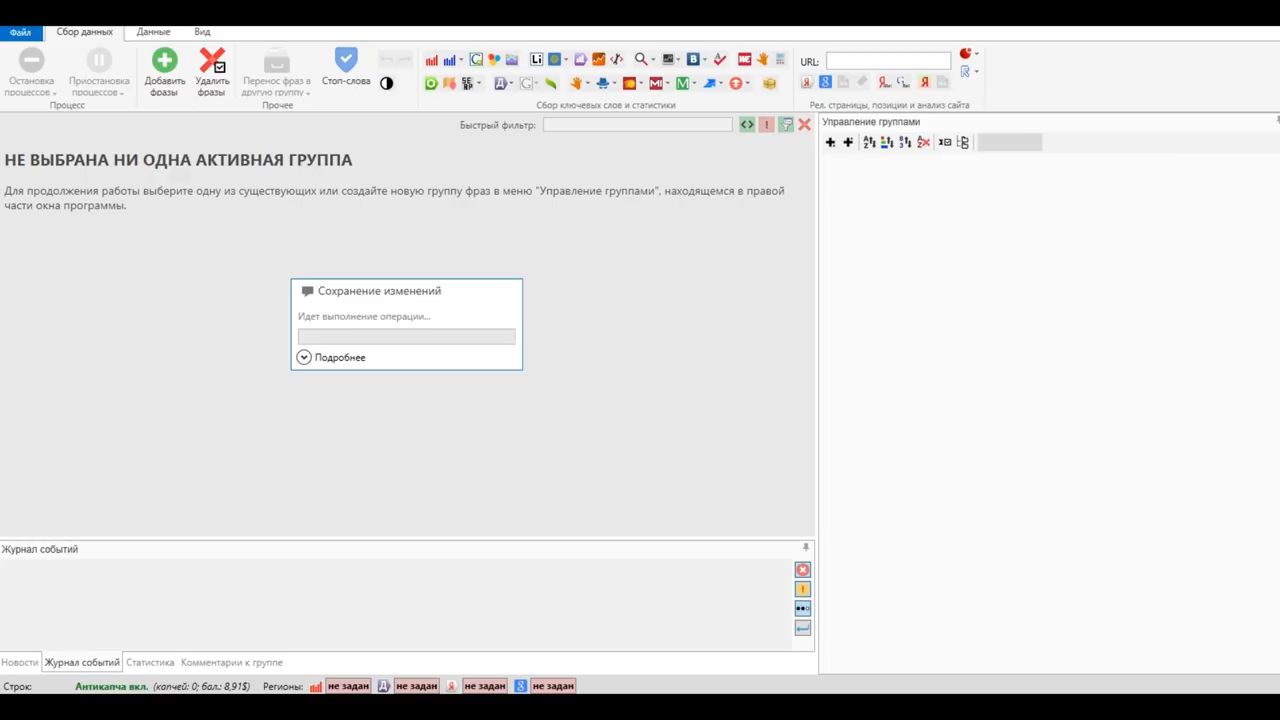 Файл Сбор данных Данные Вид
Остановка процессов
Приостановка процессов
Добавить фразы
Удалить фразы
Перенос фраз в другую группу
Стоп-слова
URL:
Процесс Прочее Сбор ключевых слов и статистики Рел. страницы, позиции и анализ сайта
Быстрый фильтр:
Управление группами
НЕ ВЫБРАНА НИ ОДНА АКТИВНАЯ ГРУППА
Для продолжения работы выберите одну из существующих или создайте новую группу фраз в меню "Управление группами", находящемся в правой
части окна программы.
Сохранение изменений
Идет выполнение операции...
Подробнее
Журнал событий
Новости Журнал событий Статистика Комментарии к группе
Строк: Антикапча вкл. (капчей: 0; бал.: 8,91$) Регионы: не задан не задан не задан не задан